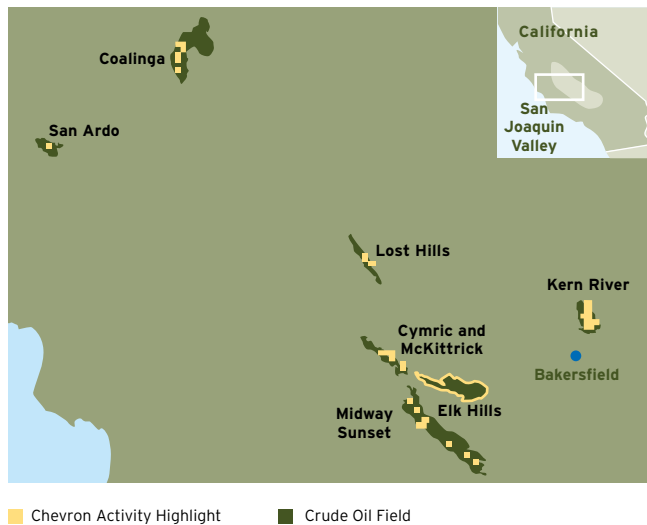 California
Coalinga
San Ardo
San
Joaquin
Valley
Lost Hills
Kern River
Cymric and
McKittrick
Bakersfield
Elk Hills
Midway
Sunset
Chevron Activity Highlight
Crude Oil Field